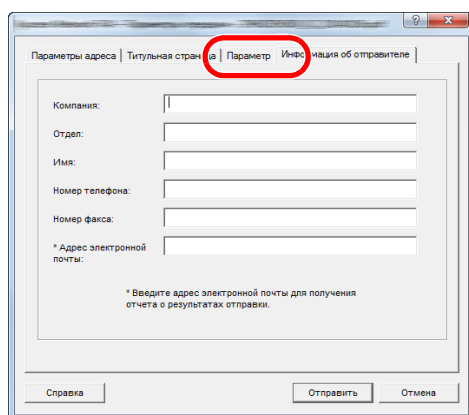 Параметры адреса Титульная страница Параметр Информация об отправителе
Компания:
Отдел:
Имя:
Номер телефона:
Номер факса:
* Адрес электронной
почты:
* Введите адрес электронной почты для получения
отчета о результатах отправки.
Справка Отправить Отмена